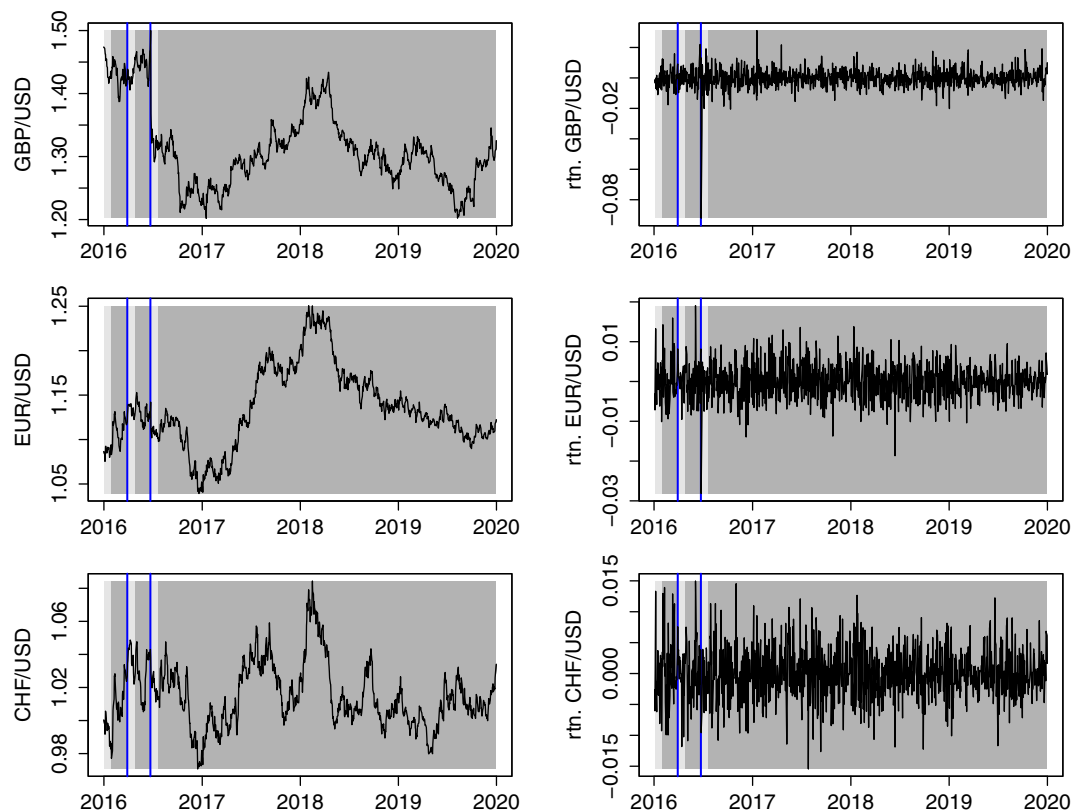 GBP/USD
1.20 1.30 1.40 1.50
2016 2017 2018 2019 2020
rtn. GBP/USD
−0.08 −0.02
2016 2017 2018 2019 2020
EUR/USD
1.05 1.15 1.25
2016 2017 2018 2019 2020
rtn. EUR/USD
−0.03 −0.01 0.01
2016 2017 2018 2019 2020
CHF/USD
0.98 1.02 1.06
2016 2017 2018 2019 2020
rtn. CHF/USD
−0.015 0.000 0.015
2016 2017 2018 2019 2020